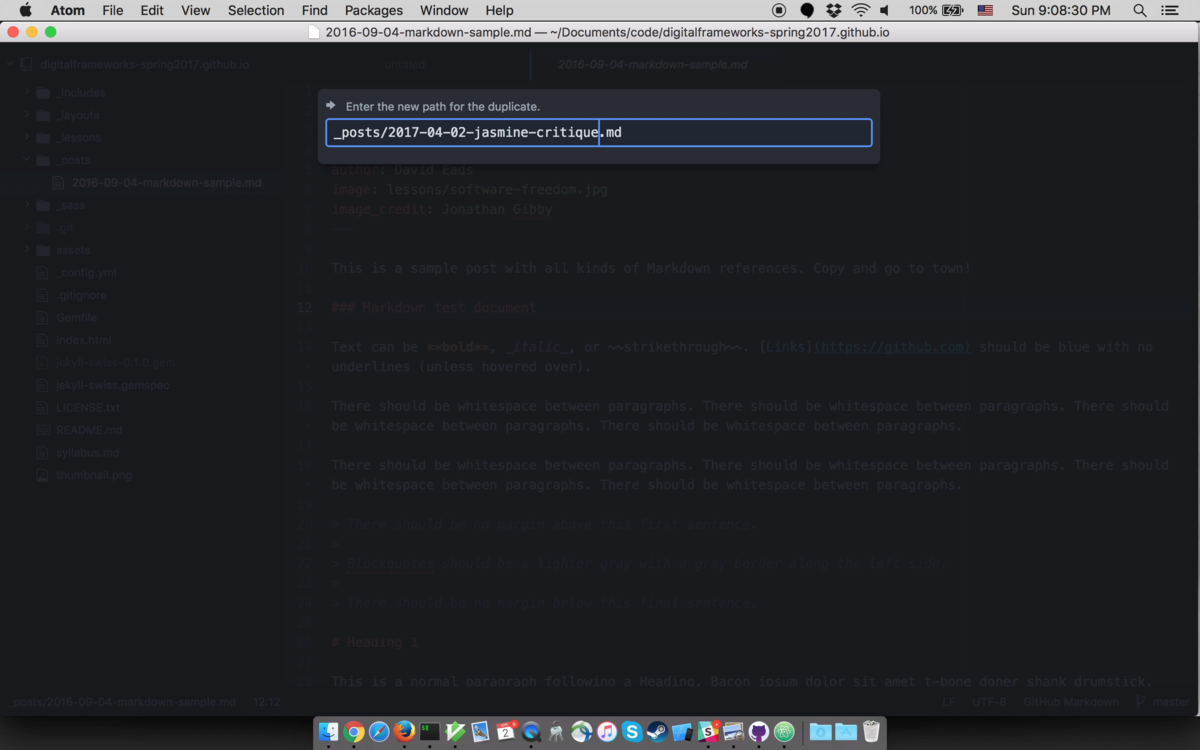 Atom File Edit View Selection Find Packages Window Help 100% Sun 9:08:30 PM
2016-09-04-markdown-sample.md — ~/Documents/code/digitalframeworks-spring2017.github.io
digitalframeworks-spring2017.github.io
untitled
2016-09-04-markdown-sample.md
Enter the new path for the duplicate.
_posts/2017-04-02-jasmine-critique.md
_includes
_layouts
_lessons
_posts
2016-09-04-markdown-sample.md
_sass
.git
assets
_config.yml
.gitignore
Gemfile
index.html
jekyll-swiss-0.1.0.gem
jekyll-swiss.gemspec
LICENSE.txt
README.md
syllabus.md
thumbnail.png
author: David Eads
image: lessons/software-freedom.jpg
image_credit: Jonathan Gibby
---
This is a sample post with all kinds of Markdown references. Copy and go to town!
12 ### Markdown test document
Text can be **bold**, _italic_, or ~~strikethrough~~. [Links](https://github.com) should be blue with no
underlines (unless hovered over).
There should be whitespace between paragraphs. There should be whitespace between paragraphs. There should
be whitespace between paragraphs. There should be whitespace between paragraphs.
There should be whitespace between paragraphs. There should be whitespace between paragraphs. There should
be whitespace between paragraphs. There should be whitespace between paragraphs.
> There should be no margin above this first sentence.
>
> Blockquotes should be a lighter gray with a gray border along the left side.
>
> There should be no margin below this final sentence.
# Heading 1
This is a normal paragraph following a Heading. Bacon ipsum dolor sit amet t-bone doner shank drumstick,
_posts/2016-09-04-markdown-sample.md 12:12 LF UTF-8 GitHub Markdown master